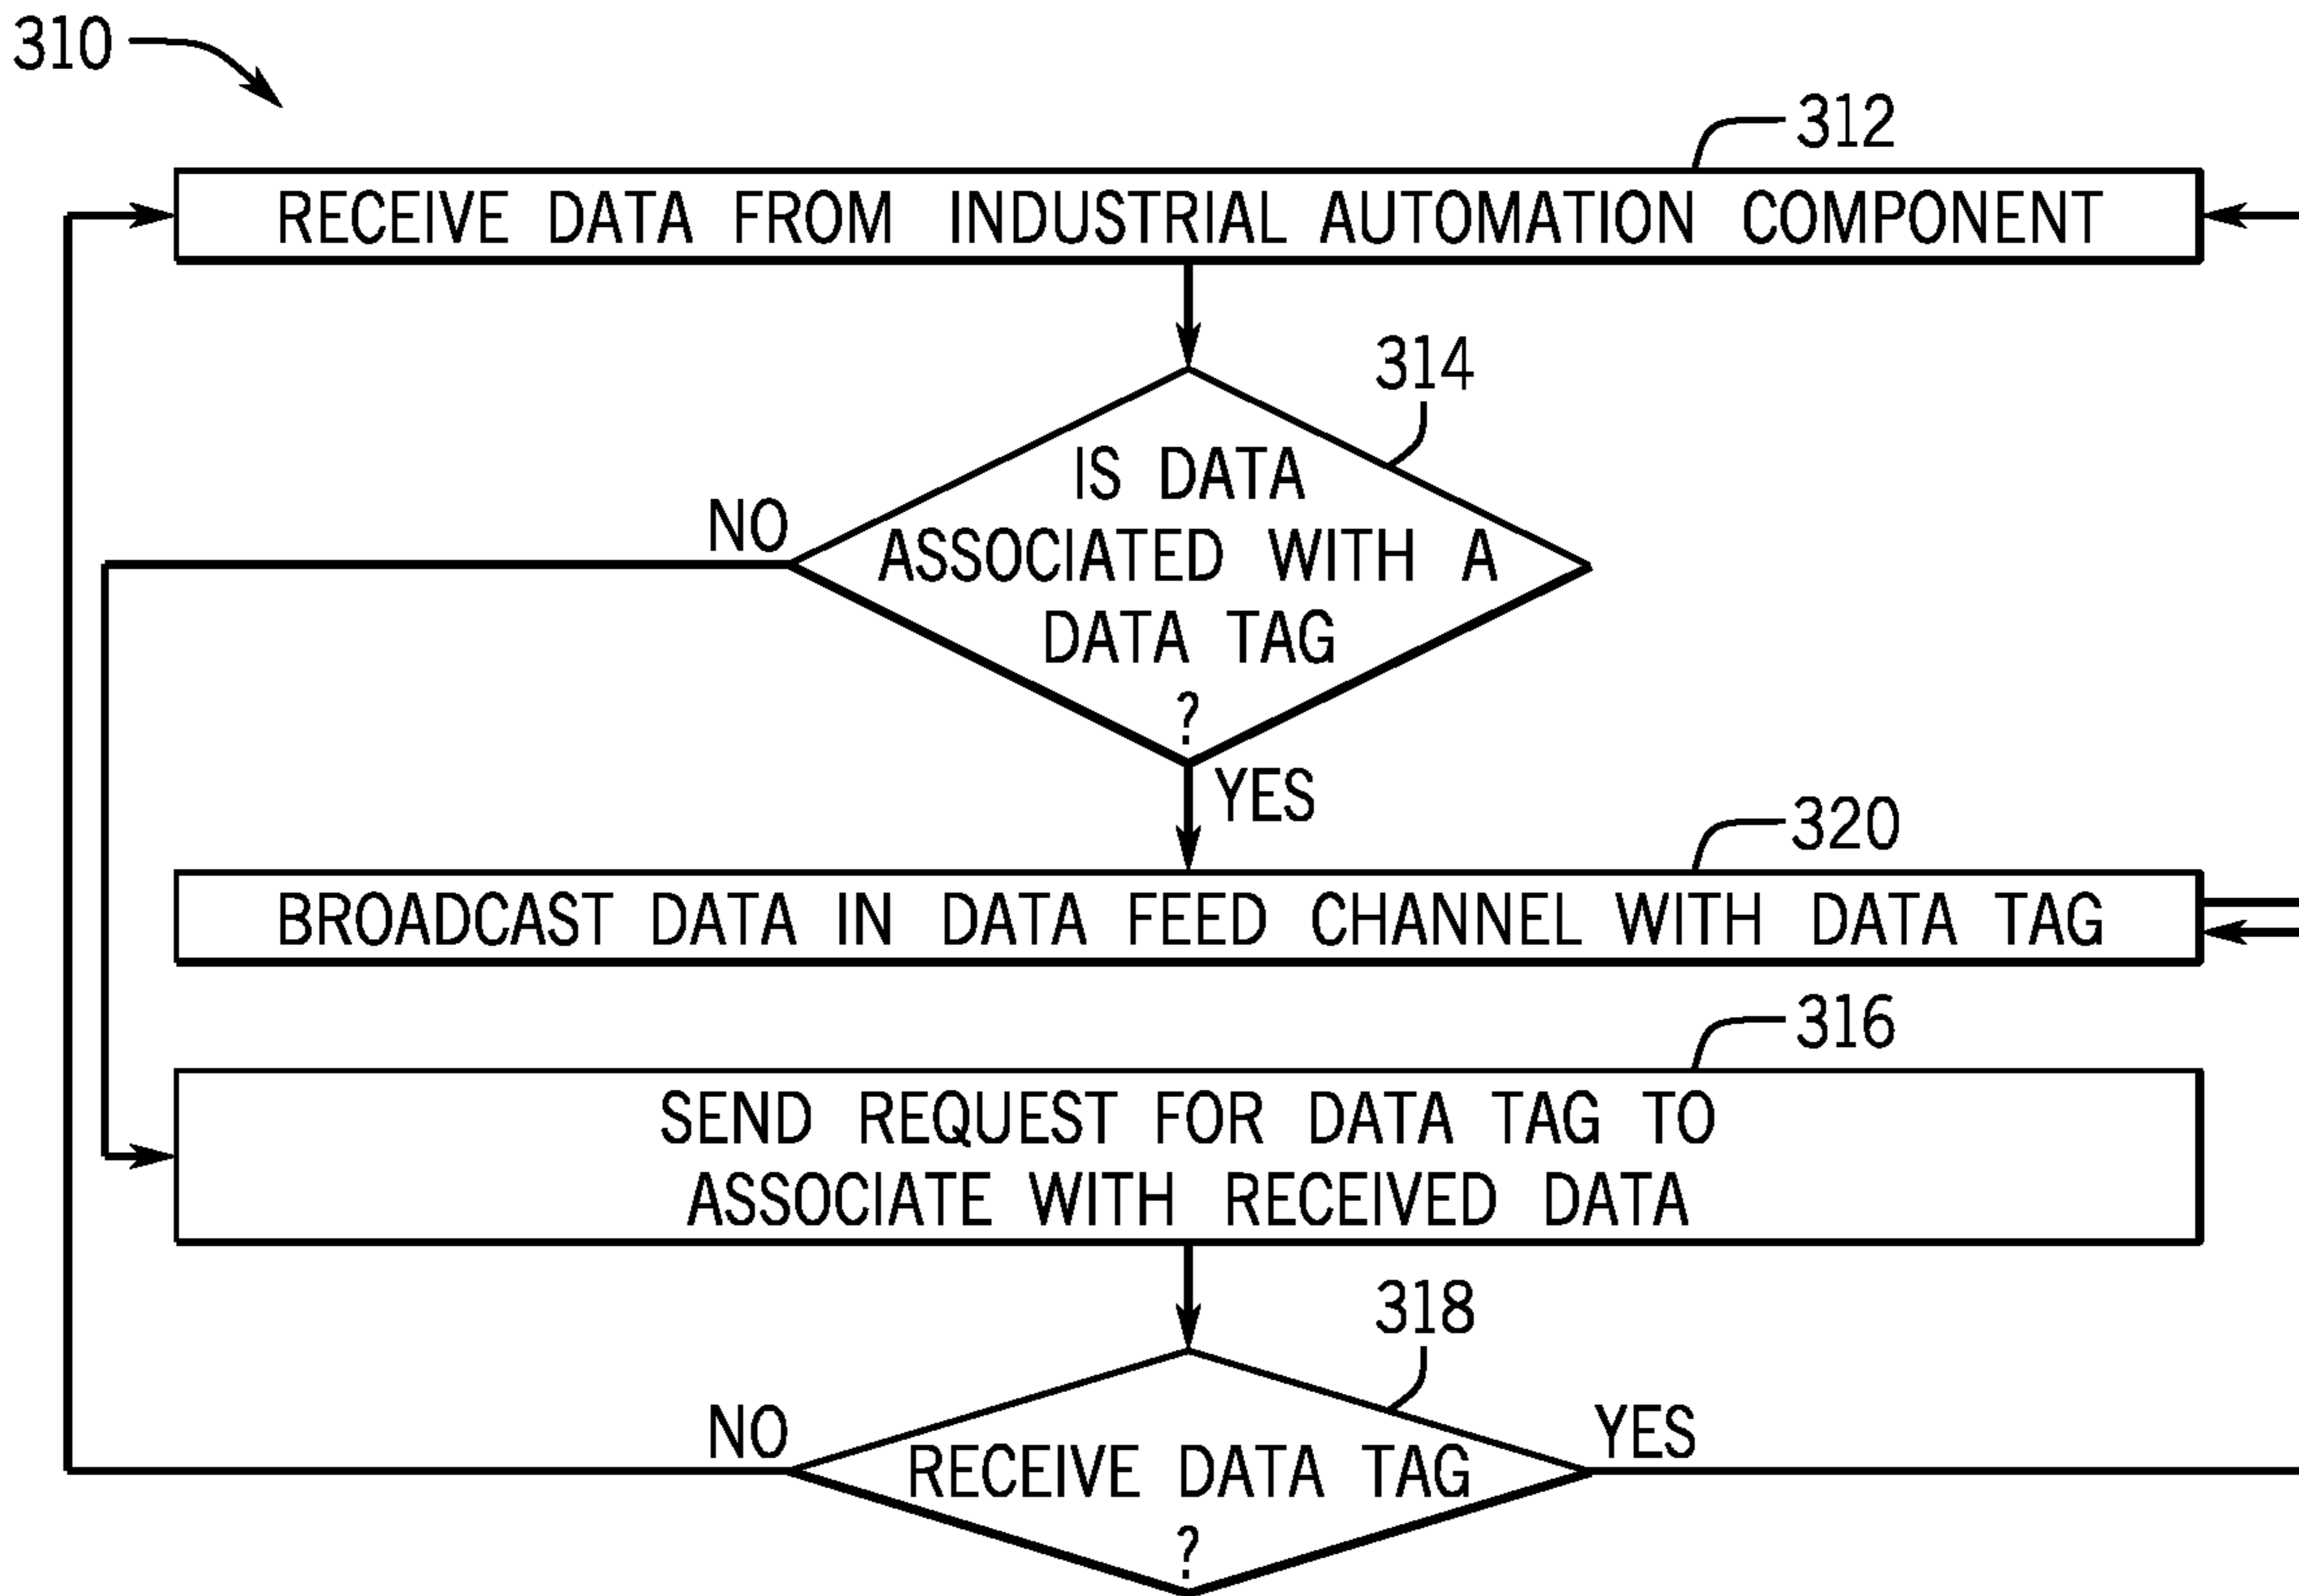 310
312
RECEIVE DATA FROM INDUSTRIAL AUTOMATION COMPONENT
314
IS DATA
ASSOCIATED WITH A
DATA TAG
?
NO
YES
320
BROADCAST DATA IN DATA FEED CHANNEL WITH DATA TAG
316
SEND REQUEST FOR DATA TAG TO
ASSOCIATE WITH RECEIVED DATA
318
NO
RECEIVE DATA TAG
?
YES